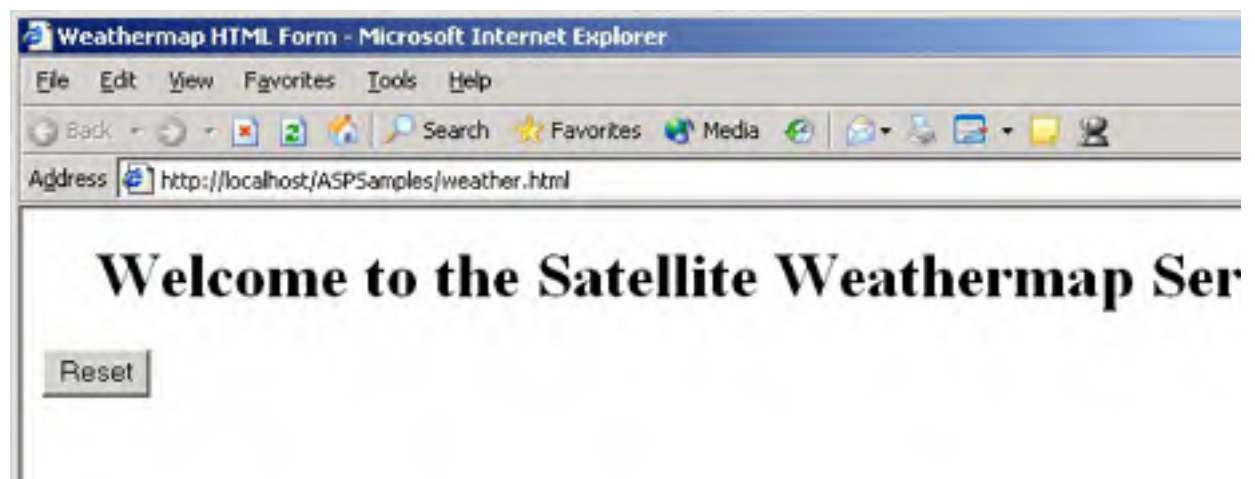 Weathermap HTML Form - Microsoft Internet Explorer
File Edit View Favorites Tools Help
Back Search Favorites Media
Address http://localhost/ASPSamples/weather.html
Welcome to the Satellite Weathermap Ser
Reset